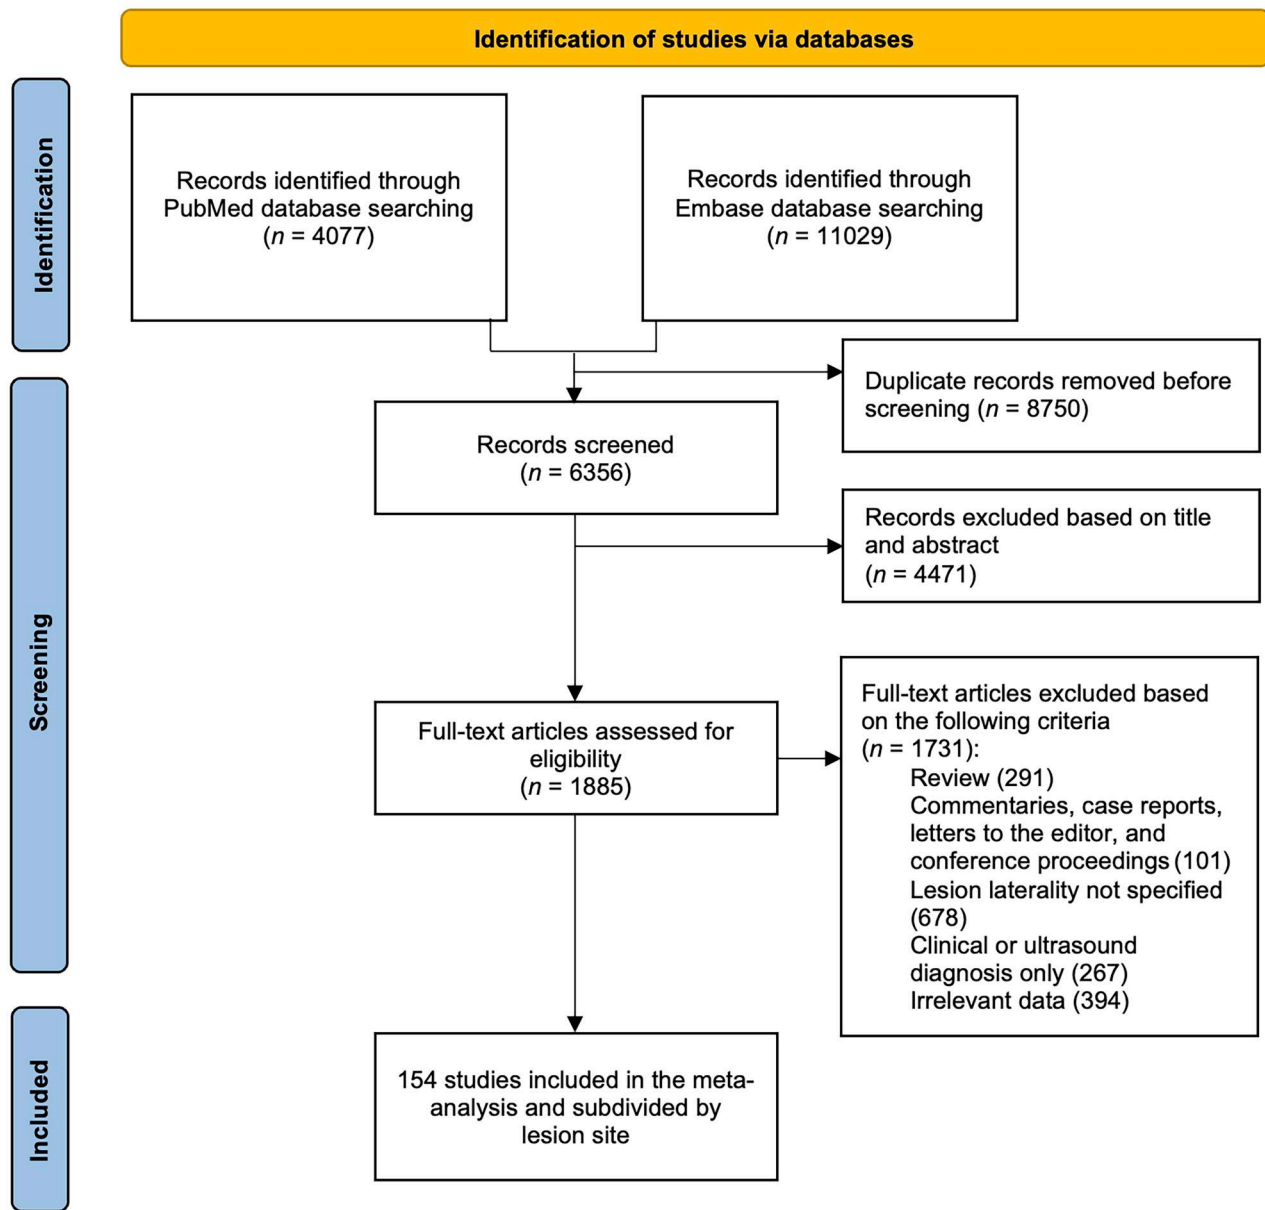 Identification of studies via databases
Identification
Records identified through
PubMed database searching
(n = 4077)
Records identified through
Embase database searching
(n = 11029)
Duplicate records removed before
screening (n = 8750)
Screening
Records screened
(n = 6356)
Records excluded based on title
and abstract
(n = 4471)
Full-text articles assessed for
eligibility
(n = 1885)
Full-text articles excluded based
on the following criteria
(n = 1731):
Review (291)
Commentaries, case reports,
letters to the editor, and
conference proceedings (101)
Lesion laterality not specified
(678)
Clinical or ultrasound
diagnosis only (267)
Irrelevant data (394)
Included
154 studies included in the meta-
analysis and subdivided by
lesion site